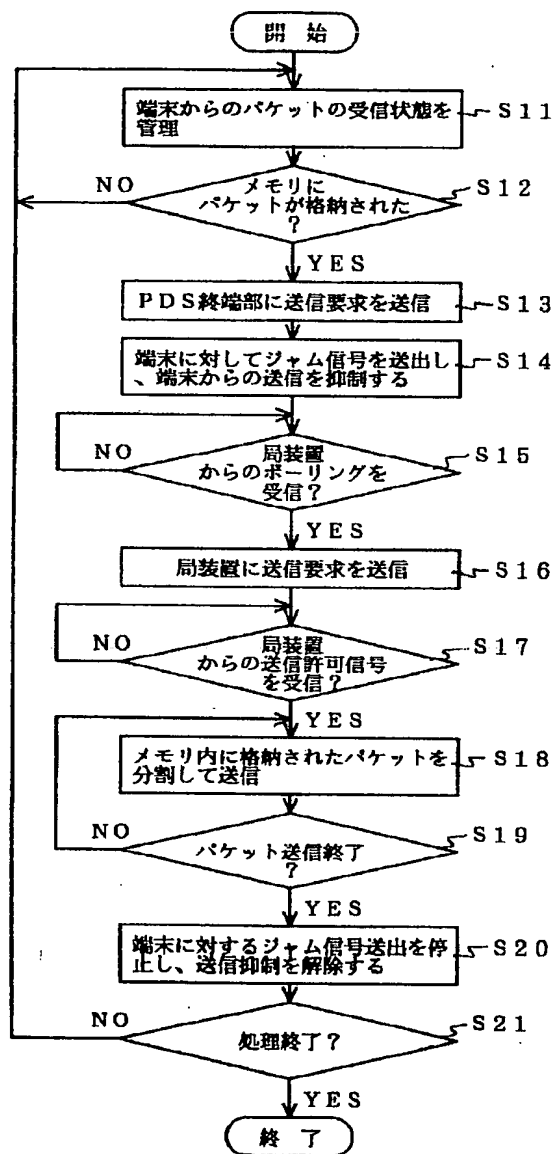 開 始
端末からのパケットの受信状態を
管理
S11
NO
メモリに
パケットが格納された
?
S12
YES
PDS終端部に送信要求を送信
S13
端末に対してジャム信号を送出し
、端末からの送信を抑制する
S14
NO
局装置
からのポーリングを
受信?
S15
YES
局装置に送信要求を送信
S16
NO
局装置
からの送信許可信号
を受信?
S17
YES
メモリ内に格納されたパケットを
分割して送信
S18
NO
パケット送信終了
?
S19
YES
端末に対するジャム信号送出を停
止し、送信抑制を解除する
S20
NO
処理終了?
S21
YES
終 了